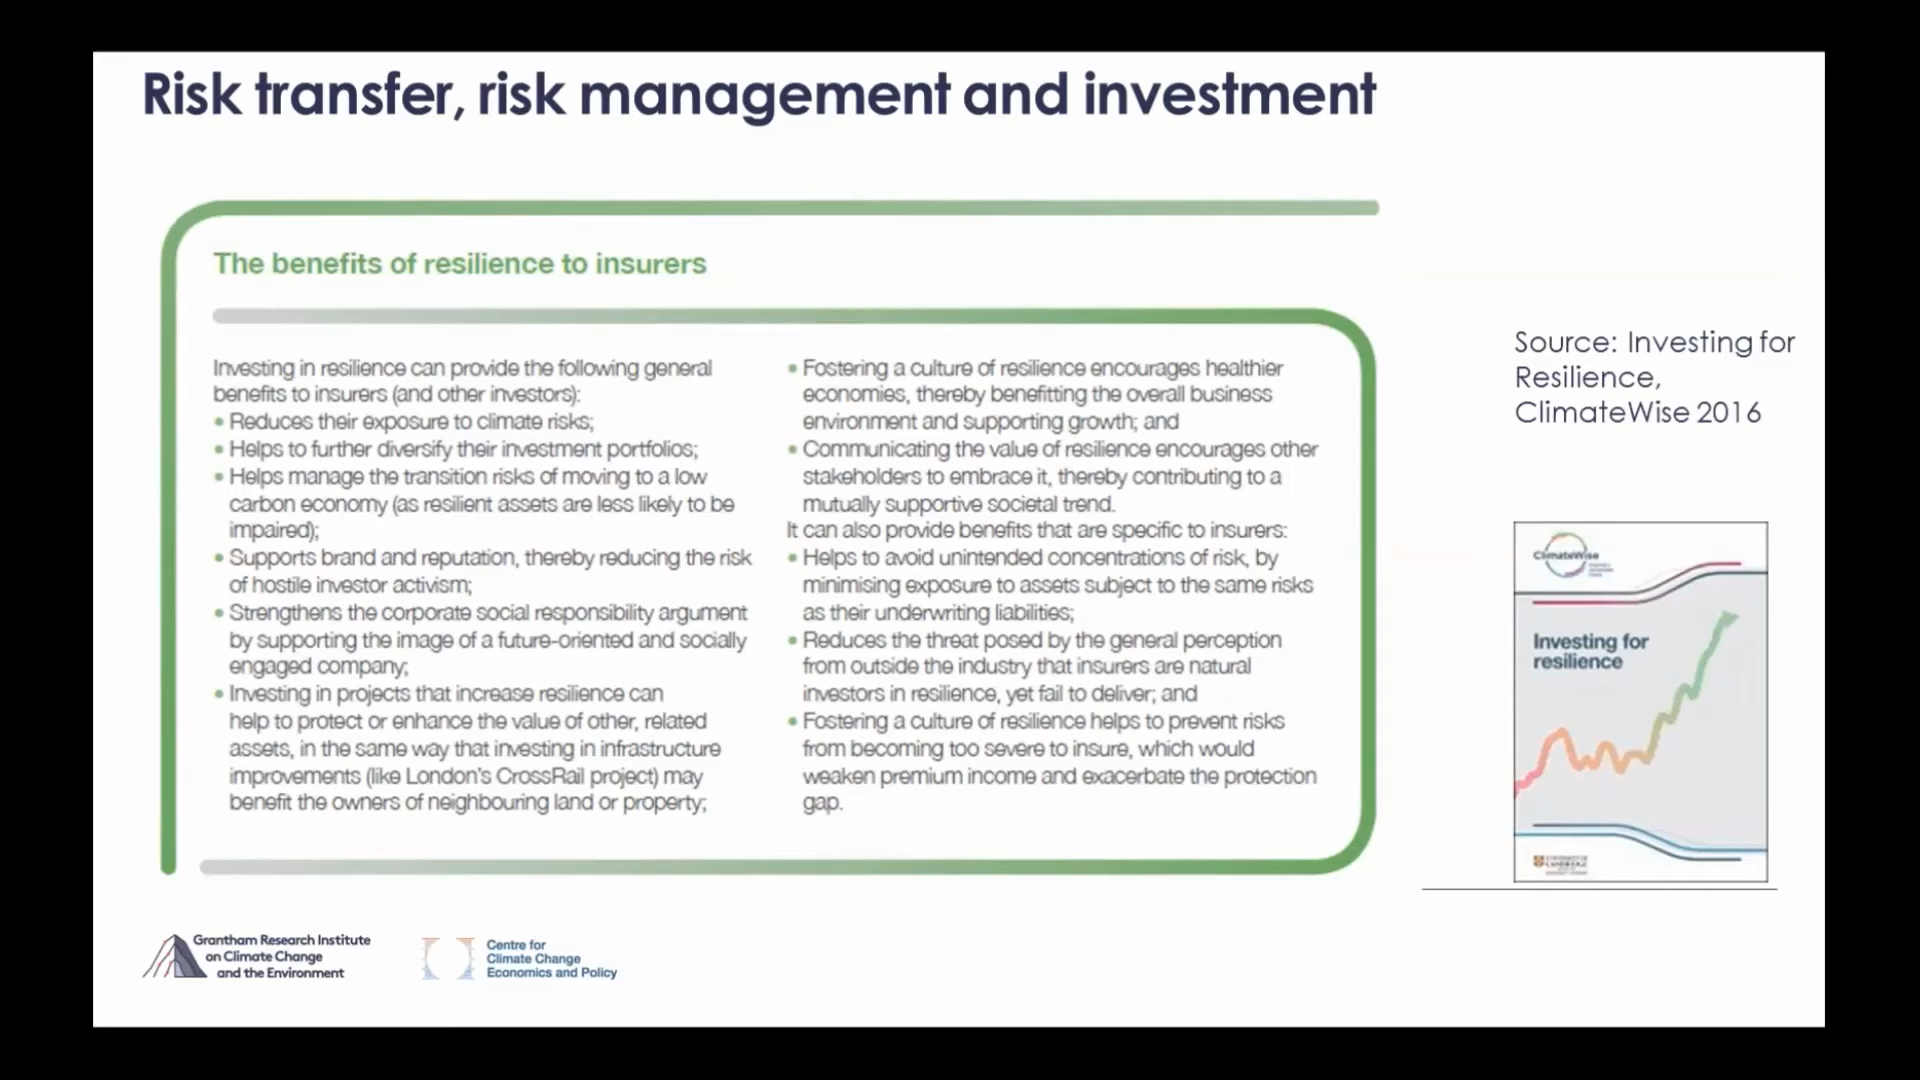 Risk transfer, risk management and investment
The benefits of resilience to insurers
Investing in resilience can provide the following general
benefits to insurers (and other investors):
• Reduces their exposure to climate risks;
• Helps to further diversify their investment portfolios;
• Helps manage the transition risks of moving to a low
carbon economy (as resilient assets are less likely to be
impaired);
• Supports brand and reputation, thereby reducing the risk
of hostile investor activism;
• Strengthens the corporate social responsibility argument
by supporting the image of a future-oriented and socially
engaged company;
• Investing in projects that increase resilience can
help to protect or enhance the value of other, related
assets, in the same way that investing in infrastructure
improvements (like London's CrossRail project) may
benefit the owners of neighbouring land or property;
• Fostering a culture of resilience encourages healthier
economies, thereby benefitting the overall business
environment and supporting growth; and
• Communicating the value of resilience encourages other
stakeholders to embrace it, thereby contributing to a
mutually supportive societal trend.
It can also provide benefits that are specific to insurers:
• Helps to avoid unintended concentrations of risk, by
minimising exposure to assets subject to the same risks
as their underwriting liabilities;
• Reduces the threat posed by the general perception
from outside the industry that insurers are natural
investors in resilience, yet fail to deliver; and
• Fostering a culture of resilience helps to prevent risks
from becoming too severe to insure, which would
weaken premium income and exacerbate the protection
gap.
Source: Investing for
Resilience,
ClimateWise 2016
ClimateWise
Investing for
resilience
UNIVERSITY OF
CAMBRIDGE
Grantham Research Institute
on Climate Change
and the Environment
Centre for
Climate Change
Economics and Policy